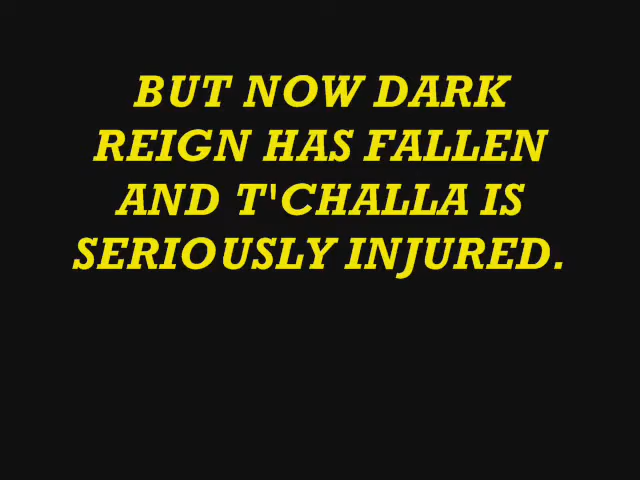 BUT NOW DARK
REIGN HAS FALLEN
AND T'CHALLA IS
SERIOUSLY INJURED.